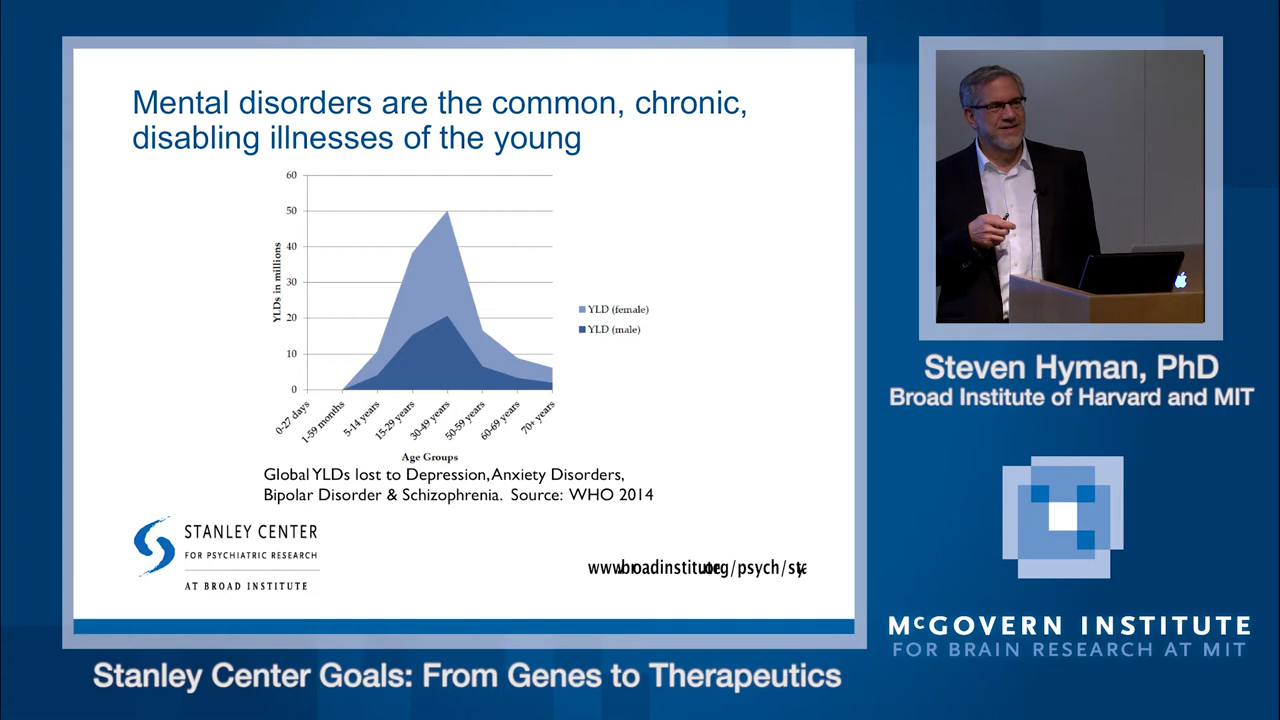 Mental disorders are the common, chronic,
disabling illnesses of the young
60
50
40
30
20
10
0
YLDs in millions
0-27 days
1-59 months
5-14 years
15-29 years
30-49 years
50-59 years
60-69 years
70+ years
Age Groups
YLD (female)
YLD (male)
Global YLDs lost to Depression, Anxiety Disorders,
Bipolar Disorder & Schizophrenia. Source: WHO 2014
STANLEY CENTER
FOR PSYCHIATRIC RESEARCH
AT BROAD INSTITUTE
Steven Hyman, PhD
Broad Institute of Harvard and MIT
McGOVERN INSTITUTE
FOR BRAIN RESEARCH AT MIT
Stanley Center Goals: From Genes to Therapeutics